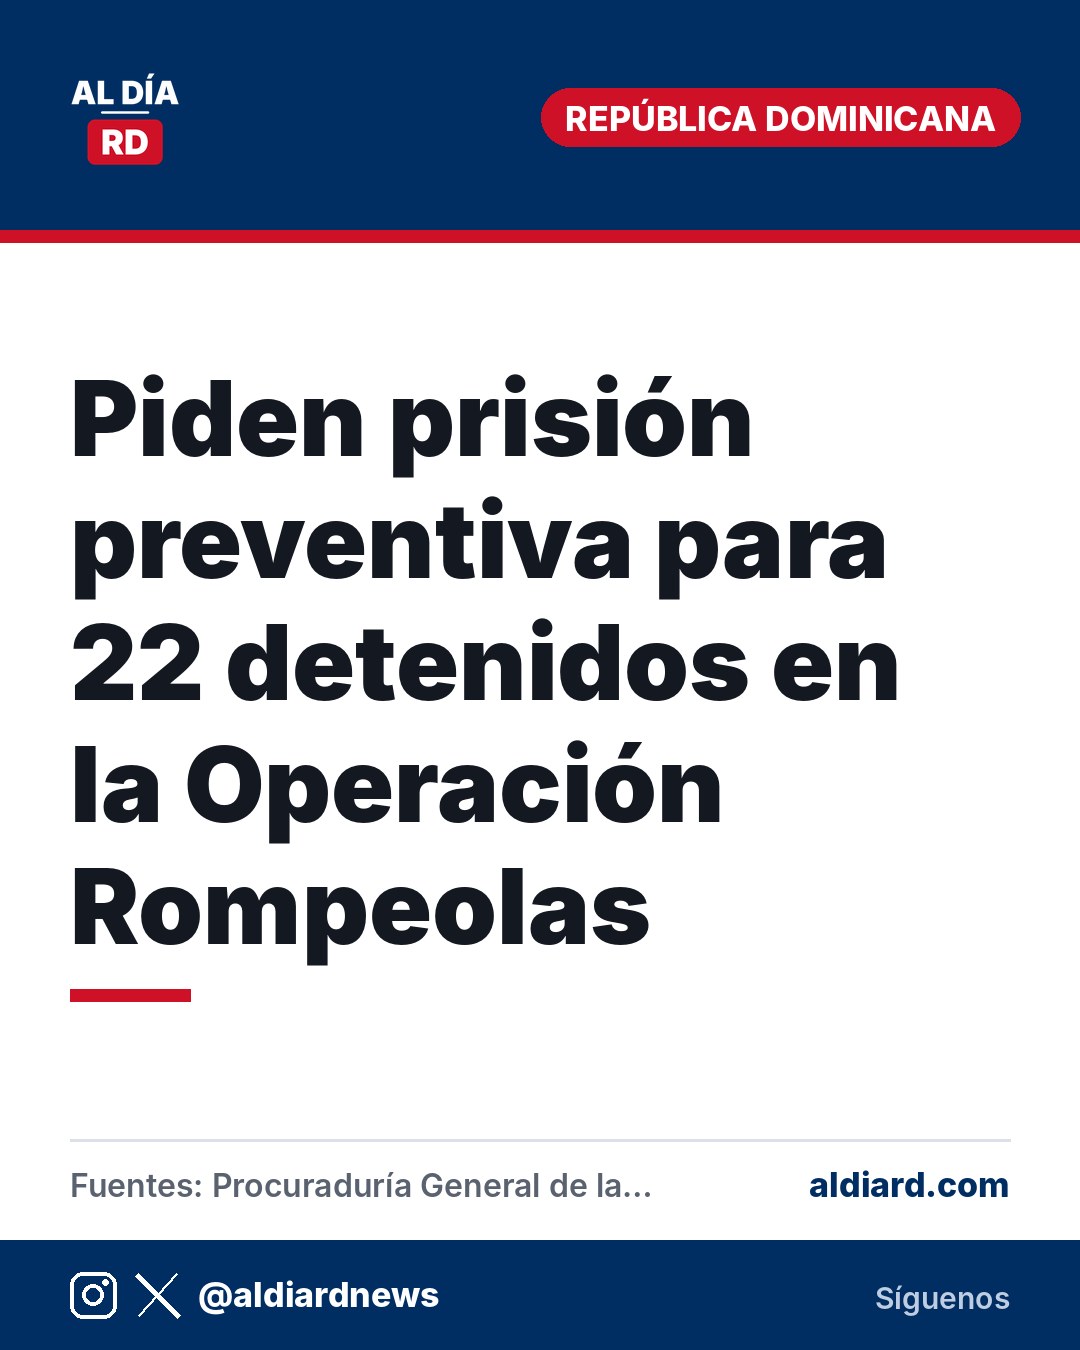 AL DÍA
RD
REPÚBLICA DOMINICANA
Piden prisión
preventiva para
22 detenidos en
la Operación
Rompeolas
Fuentes: Procuraduría General de la...
aldiard.com
@aldiardnews
Síguenos